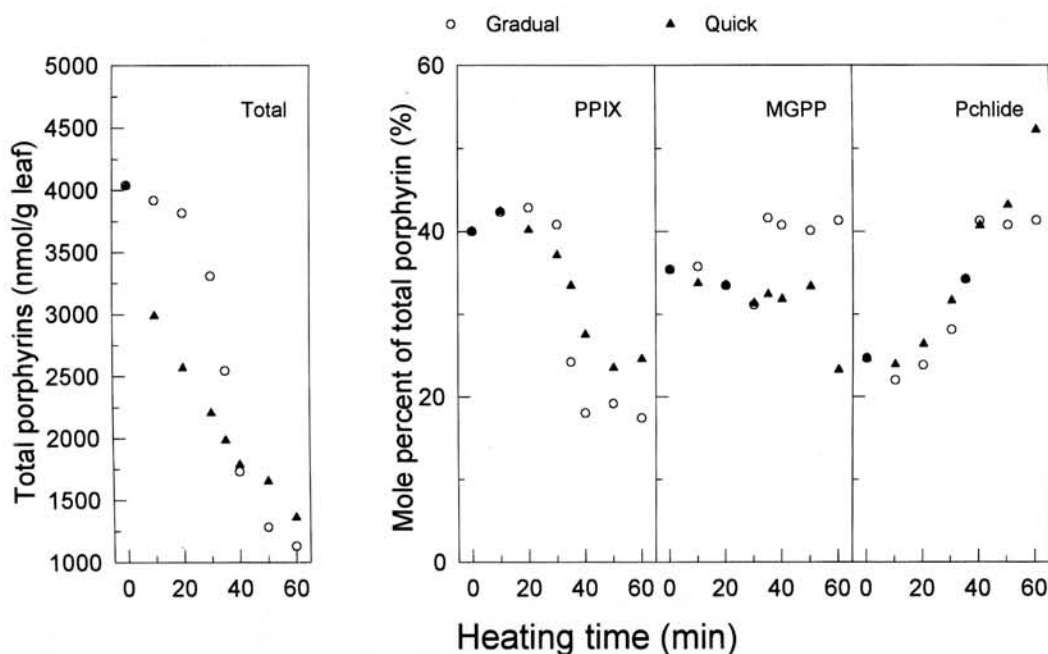 Gradual Quick
Total
PPIX
MGPP
Pchlide
Total porphyrins (nmol/g leaf)
5000
4500
4000
3500
3000
2500
2000
1500
1000
0 20 40 60
Mole percent of total porphyrin (%)
60
40
20
0
0 20 40 60 0 20 40 60 0 20 40 60
Heating time (min)